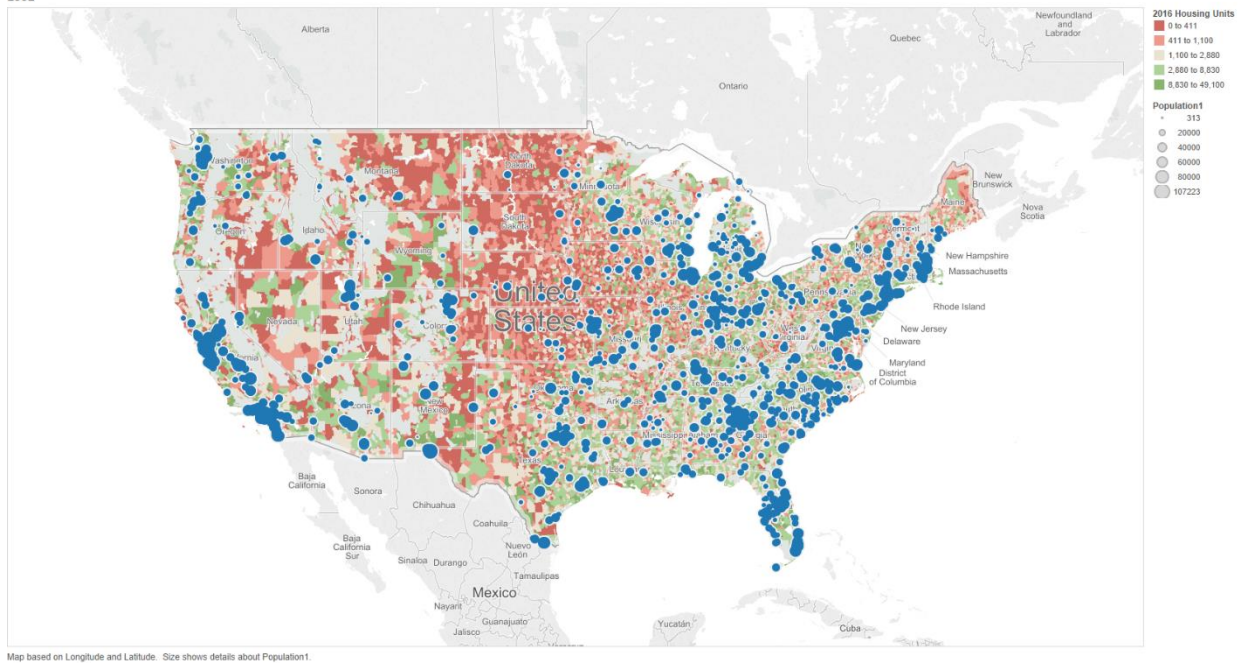 2016 Housing Units
0 to 411
411 to 1,100
1,100 to 2,880
2,880 to 8,830
8,830 to 49,100
Population1
313
20000
40000
60000
80000
107223
Newfoundland
and
Labrador
Alberta
Quebec
Ontario
New
Brunswick
Nova
Scotia
Washington
Montana
North
Dakota
Minnesota
Maine
Vermont
South
Dakota
Idaho
Wyoming
New Hampshire
Massachusetts
Rhode Island
New Jersey
Delaware
Maryland
District
of Columbia
United
States
Nevada
Utah
Missouri
Kentucky
Virginia
New
Mexico
Mississippi
Georgia
Texas
Baja
California
Sonora
Chihuahua
Coahuila
Baja
California
Sur
Nuevo
León
Sinaloa
Durango
Tamaulipas
Mexico
Nayarit
Guanajuato
Jalisco
Yucatán
Cuba
Map based on Longitude and Latitude. Size shows details about Population1.